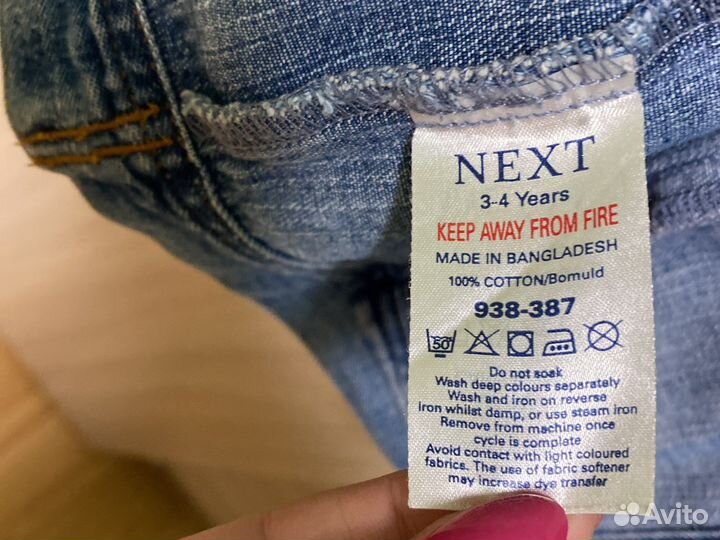 NEXT
3-4 Years
KEEP AWAY FROM FIRE
MADE IN BANGLADESH
100% COTTON/Bomuld
938-387
50
Do not soak
Wash deep colours separately
Wash and iron on reverse
iron whilst damp, or use steam iron
Remove from machine once
cycle is complete
Avoid contact with light coloured
fabrics. The use of fabric softener
may increase dye transfer
Avito